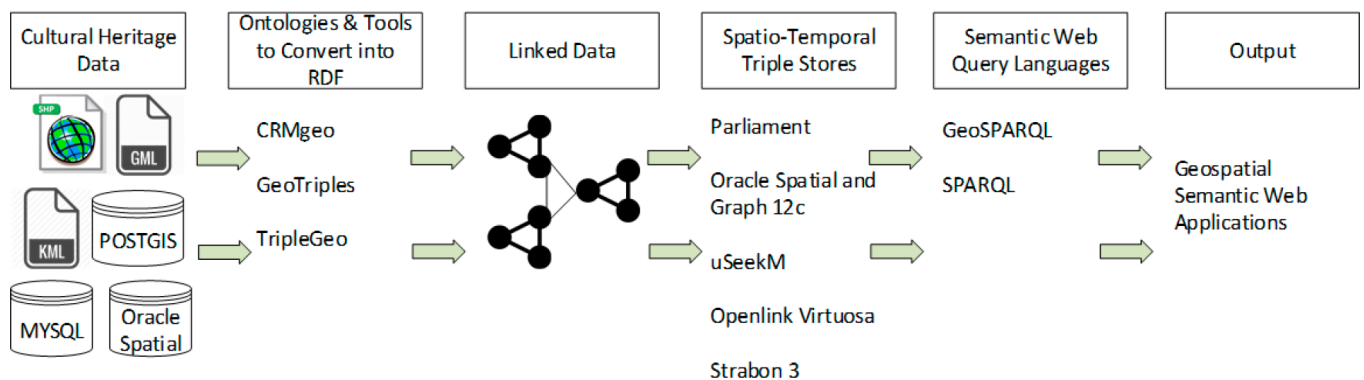 Cultural Heritage
Data
Ontologies & Tools
to Convert into
RDF
Linked Data
Spatio-Temporal
Triple Stores
Semantic Web
Query Languages
Output
SHP
GML
KML
POSTGIS
MYSQL
Oracle
Spatial
CRMgeo
GeoTriples
TripleGeo
Parliament
Oracle Spatial and
Graph 12c
uSeekM
Openlink Virtuosa
Strabon 3
GeoSPARQL
SPARQL
Geospatial
Semantic Web
Applications